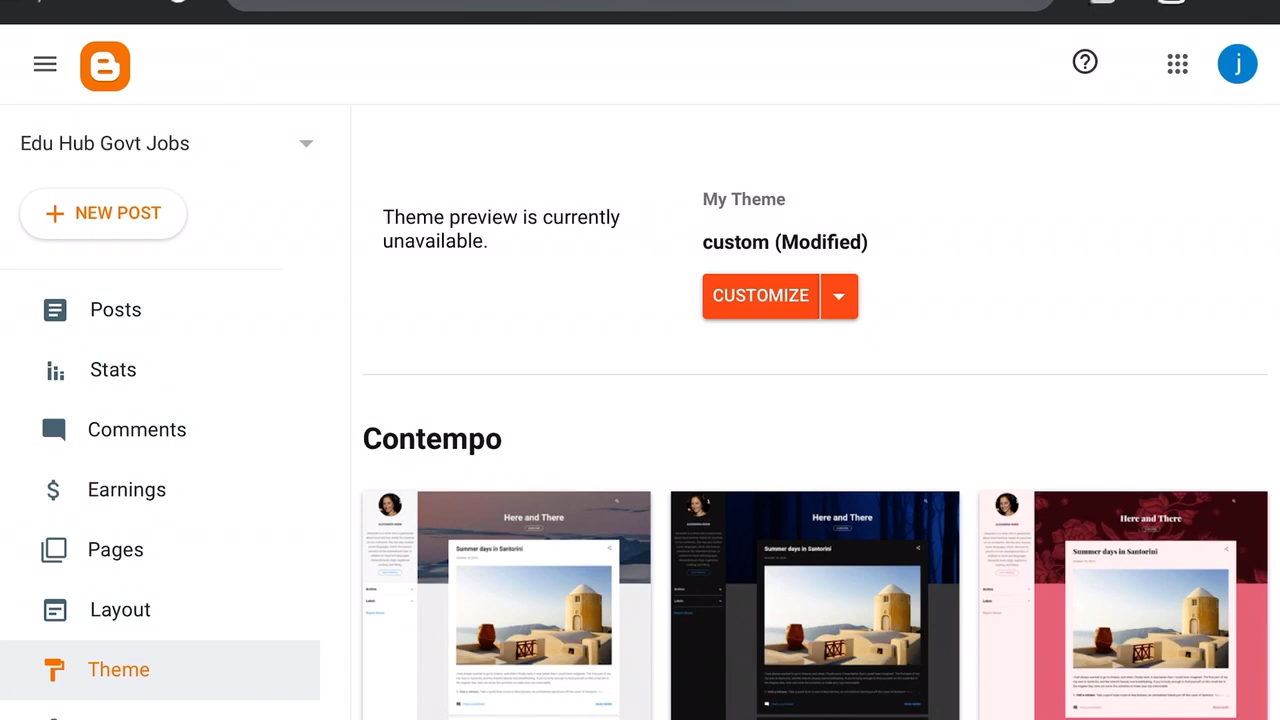 j
Edu Hub Govt Jobs
+ NEW POST
Posts
Stats
Comments
Earnings
Pages
Layout
Theme
Theme preview is currently
unavailable.
My Theme
custom (Modified)
CUSTOMIZE
Contempo
Here and There
Summer days in Santorini
Here and There
Summer days in Santorini
Here and There
Summer days in Santorini